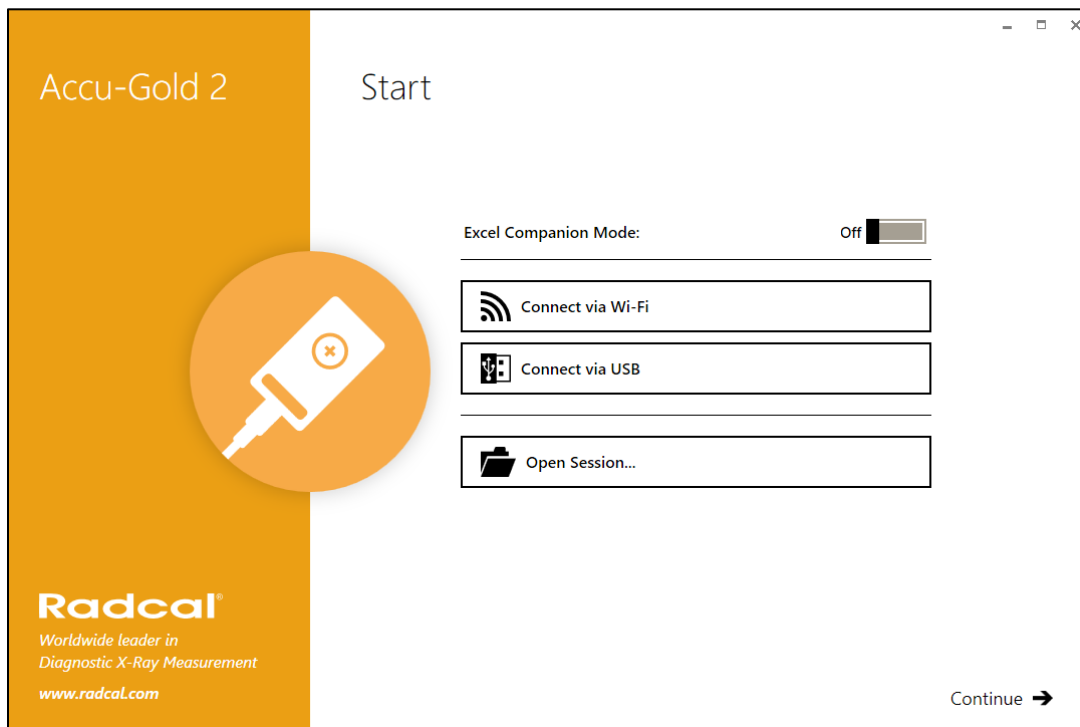 Accu-Gold 2
Start
Excel Companion Mode:
Off
Connect via Wi-Fi
Connect via USB
Open Session...
Radcal®
Worldwide leader in
Diagnostic X-Ray Measurement
www.radcal.com
Continue